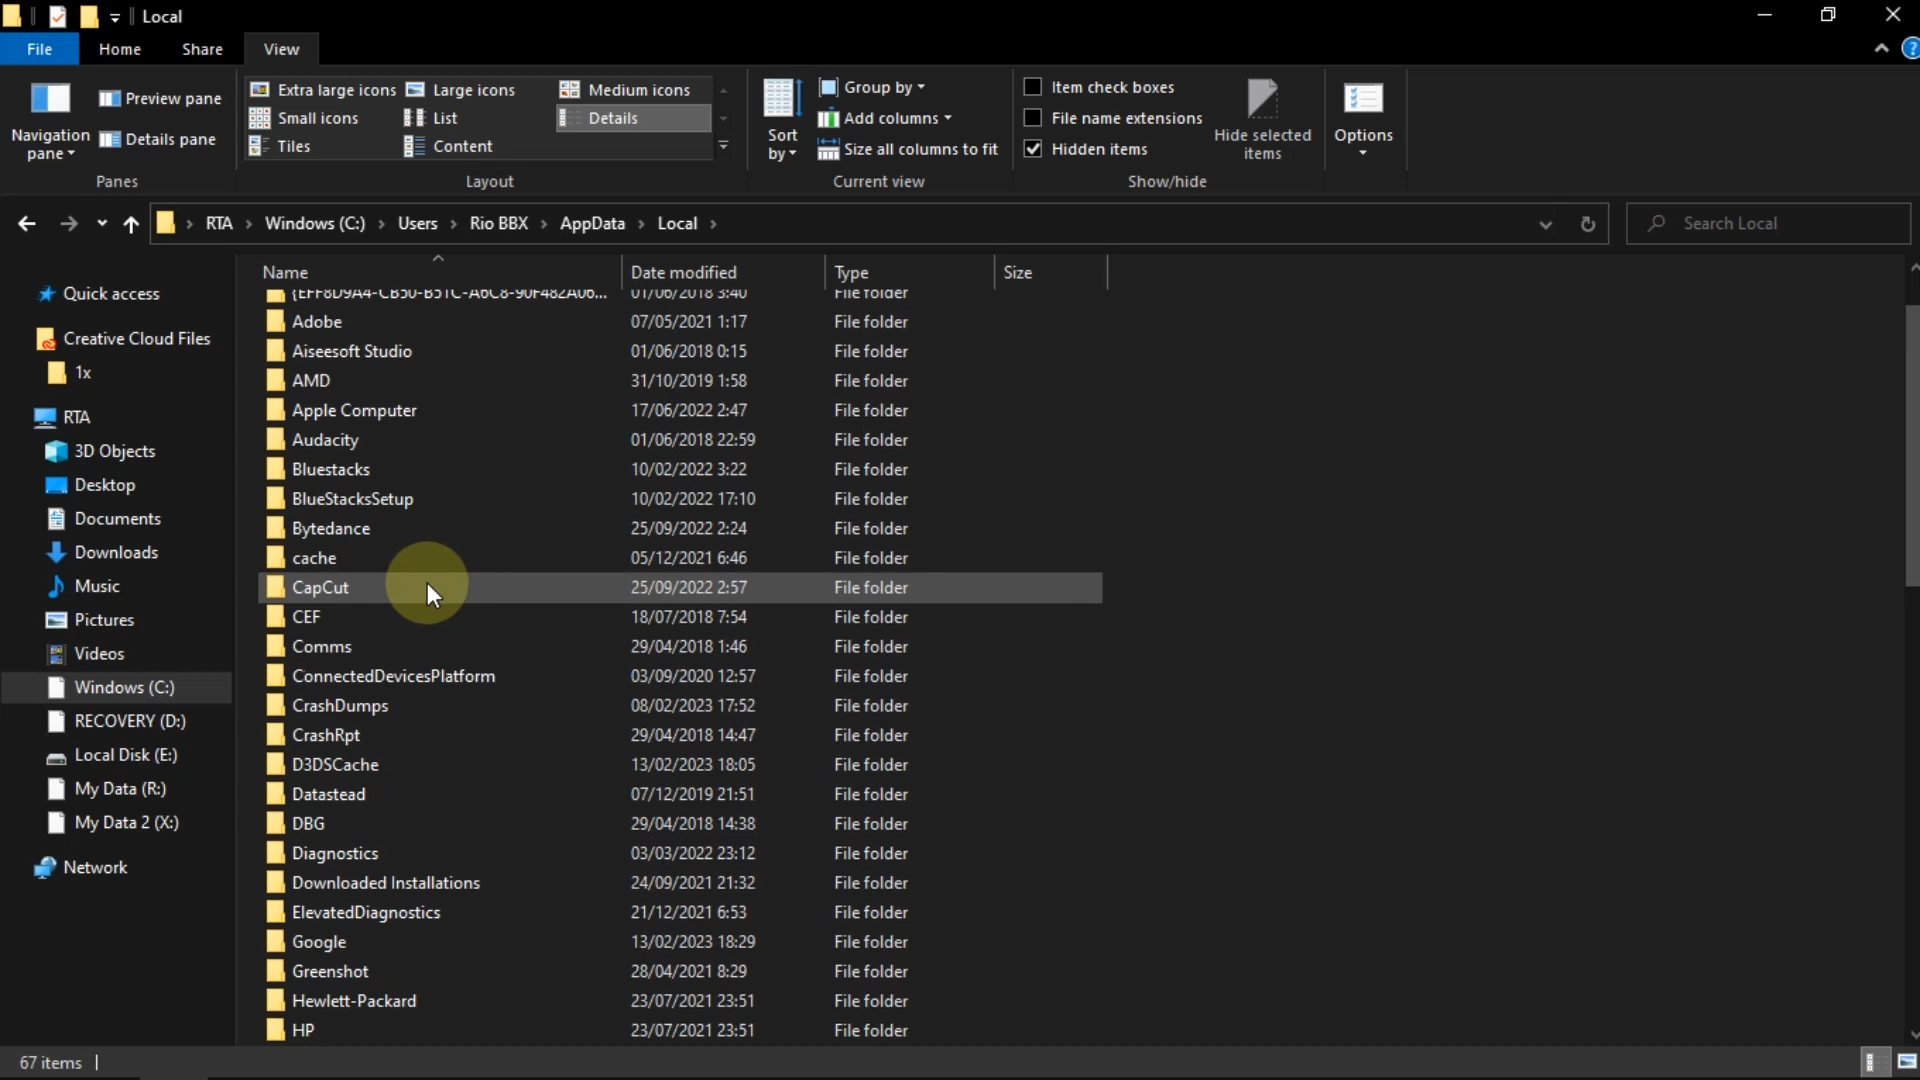 Local
File Home Share View
Navigation pane
Preview pane
Details pane
Panes
Extra large icons Large icons Medium icons
Small icons List Details
Tiles Content
Layout
Sort by
Group by
Add columns
Size all columns to fit
Current view
Item check boxes
File name extensions
Hidden items
Hide selected items
Show/hide
Options
RTA > Windows (C:) > Users > Rio BBX > AppData > Local >
Search Local
Quick access
Creative Cloud Files
1x
RTA
3D Objects
Desktop
Documents
Downloads
Music
Pictures
Videos
Windows (C:)
RECOVERY (D:)
Local Disk (E:)
My Data (R:)
My Data 2 (X:)
Network
Name Date modified Type Size
01/06/2018 3:40 File folder
Adobe 07/05/2021 1:17 File folder
Aiseesoft Studio 01/06/2018 0:15 File folder
AMD 31/10/2019 1:58 File folder
Apple Computer 17/06/2022 2:47 File folder
Audacity 01/06/2018 22:59 File folder
Bluestacks 10/02/2022 3:22 File folder
BlueStacksSetup 10/02/2022 17:10 File folder
Bytedance 25/09/2022 2:24 File folder
cache 05/12/2021 6:46 File folder
CapCut 25/09/2022 2:57 File folder
CEF 18/07/2018 7:54 File folder
Comms 29/04/2018 1:46 File folder
ConnectedDevicesPlatform 03/09/2020 12:57 File folder
CrashDumps 08/02/2023 17:52 File folder
CrashRpt 29/04/2018 14:47 File folder
D3DSCache 13/02/2023 18:05 File folder
Datastead 07/12/2019 21:51 File folder
DBG 29/04/2018 14:38 File folder
Diagnostics 03/03/2022 23:12 File folder
Downloaded Installations 24/09/2021 21:32 File folder
ElevatedDiagnostics 21/12/2021 6:53 File folder
Google 13/02/2023 18:29 File folder
Greenshot 28/04/2021 8:29 File folder
Hewlett-Packard 23/07/2021 23:51 File folder
HP 23/07/2021 23:51 File folder
67 items